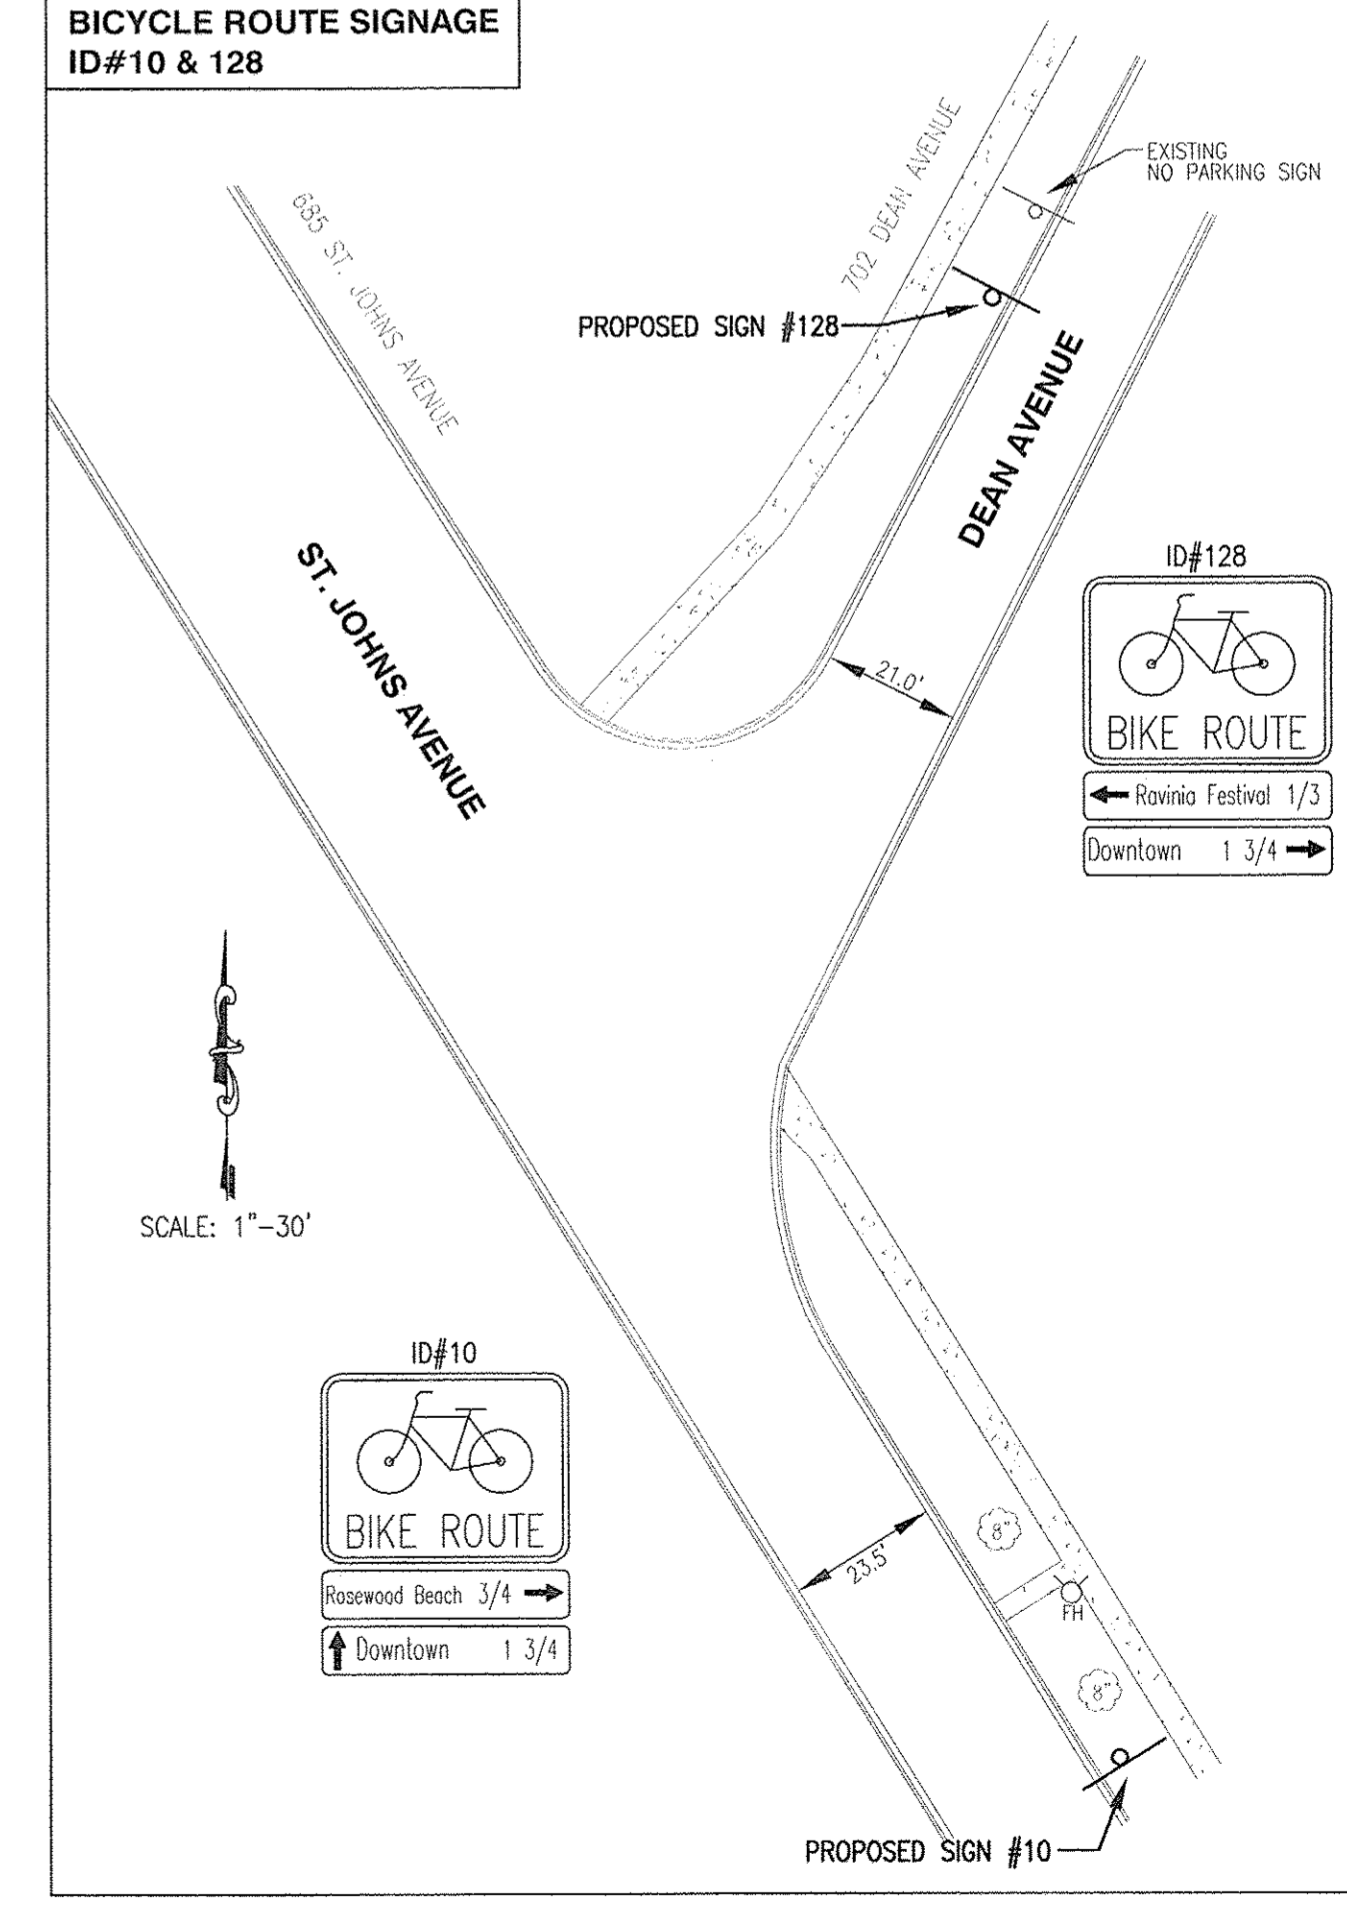 BICYCLE ROUTE SIGNAGE
ID#10 & 128
EXISTING
NO PARKING SIGN
685 ST. JOHNS AVENUE
702 DEAN AVENUE
PROPOSED SIGN #128
DEAN AVENUE
ST. JOHNS AVENUE
21.0'
ID#128
BIKE ROUTE
← Ravinia Festival 1/3
Downtown 1 3/4 →
SCALE: 1"-30'
ID#10
BIKE ROUTE
Rosewood Beach 3/4 →
↑ Downtown 1 3/4
23.5'
8"
FH
8"
PROPOSED SIGN #10